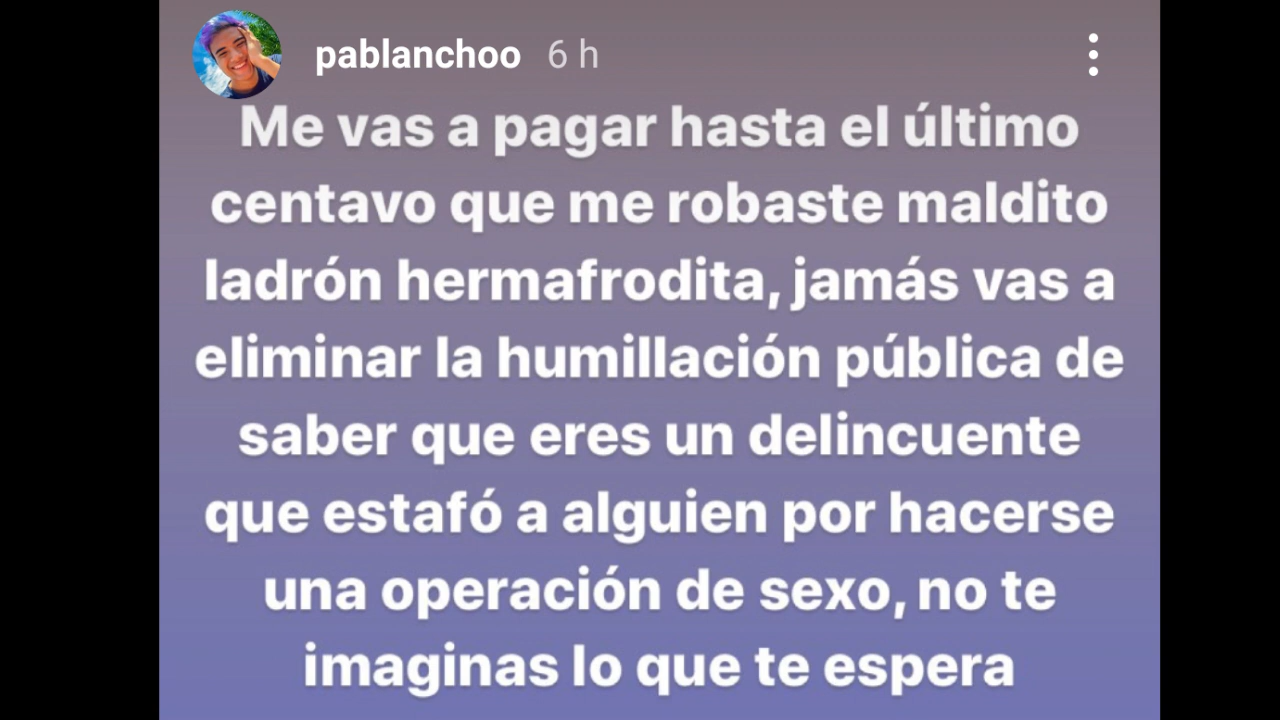 pablanchoo 6 h
Me vas a pagar hasta el último
centavo que me robaste maldito
ladrón hermafrodita, jamás vas a
eliminar la humillación pública de
saber que eres un delincuente
que estafó a alguien por hacerse
una operación de sexo, no te
imaginas lo que te espera